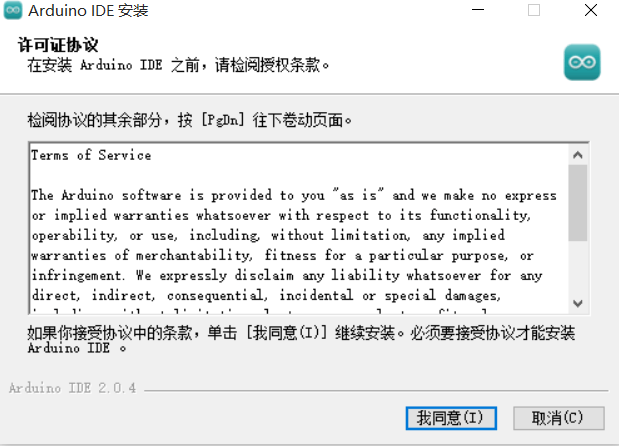 Arduino IDE 安装
许可证协议
在安装 Arduino IDE 之前，请检阅授权条款。
检阅协议的其余部分，按 [PgDn] 往下卷动页面。
Terms of Service
The Arduino software is provided to you "as is" and we make no express
or implied warranties whatsoever with respect to its functionality,
operability, or use, including, without limitation, any implied
warranties of merchantability, fitness for a particular purpose, or
infringement. We expressly disclaim any liability whatsoever for any
direct, indirect, consequential, incidental or special damages,
如果你接受协议中的条款，单击 [我同意(I)] 继续安装。必须要接受协议才能安装
Arduino IDE 。
Arduino IDE 2.0.4
我同意(I)
取消(C)